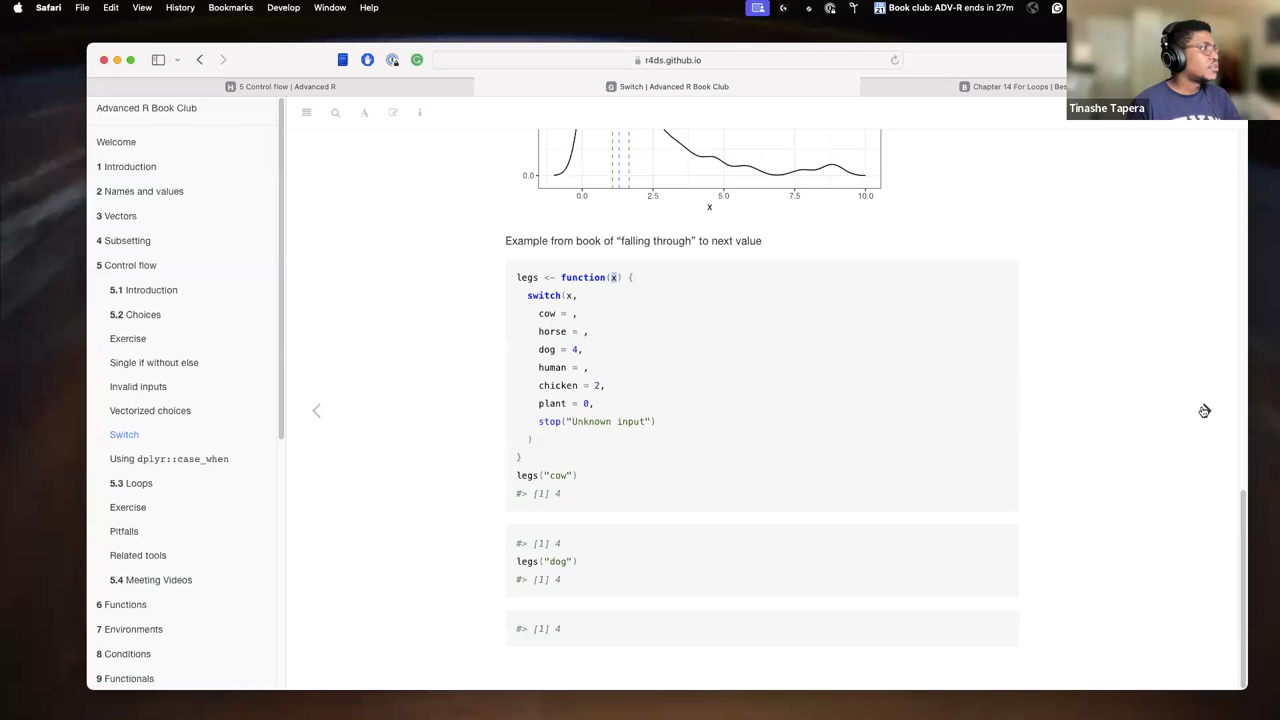 Safari File Edit View History Bookmarks Develop Window Help
Book club: ADV-R ends in 27m
r4ds.github.io
5 Control flow | Advanced R
Switch | Advanced R Book Club
Chapter 14 For Loops | Bes
Tinashe Tapera
Advanced R Book Club
Welcome
1 Introduction
2 Names and values
3 Vectors
4 Subsetting
5 Control flow
5.1 Introduction
5.2 Choices
Exercise
Single if without else
Invalid inputs
Vectorized choices
Switch
Using dplyr::case_when
5.3 Loops
Exercise
Pitfalls
Related tools
5.4 Meeting Videos
6 Functions
7 Environments
8 Conditions
9 Functionals
0.0
0.0 2.5 5.0 7.5 10.0
x
Example from book of “falling through” to next value
legs <- function(x) {
switch(x,
cow = ,
horse = ,
dog = 4,
human = ,
chicken = 2,
plant = 0,
stop("Unknown input")
)
}
legs("cow")
#> [1] 4
#> [1] 4
legs("dog")
#> [1] 4
#> [1] 4